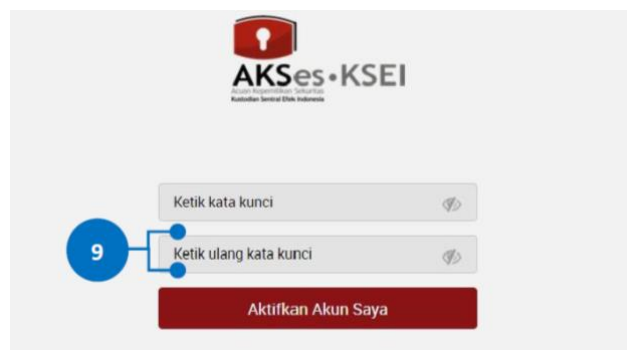 AKSes•KSEI
Acuan Kepemilikan Sekuritas
Kustodian Sentral Efek Indonesia
Ketik kata kunci
9
Ketik ulang kata kunci
Aktifkan Akun Saya